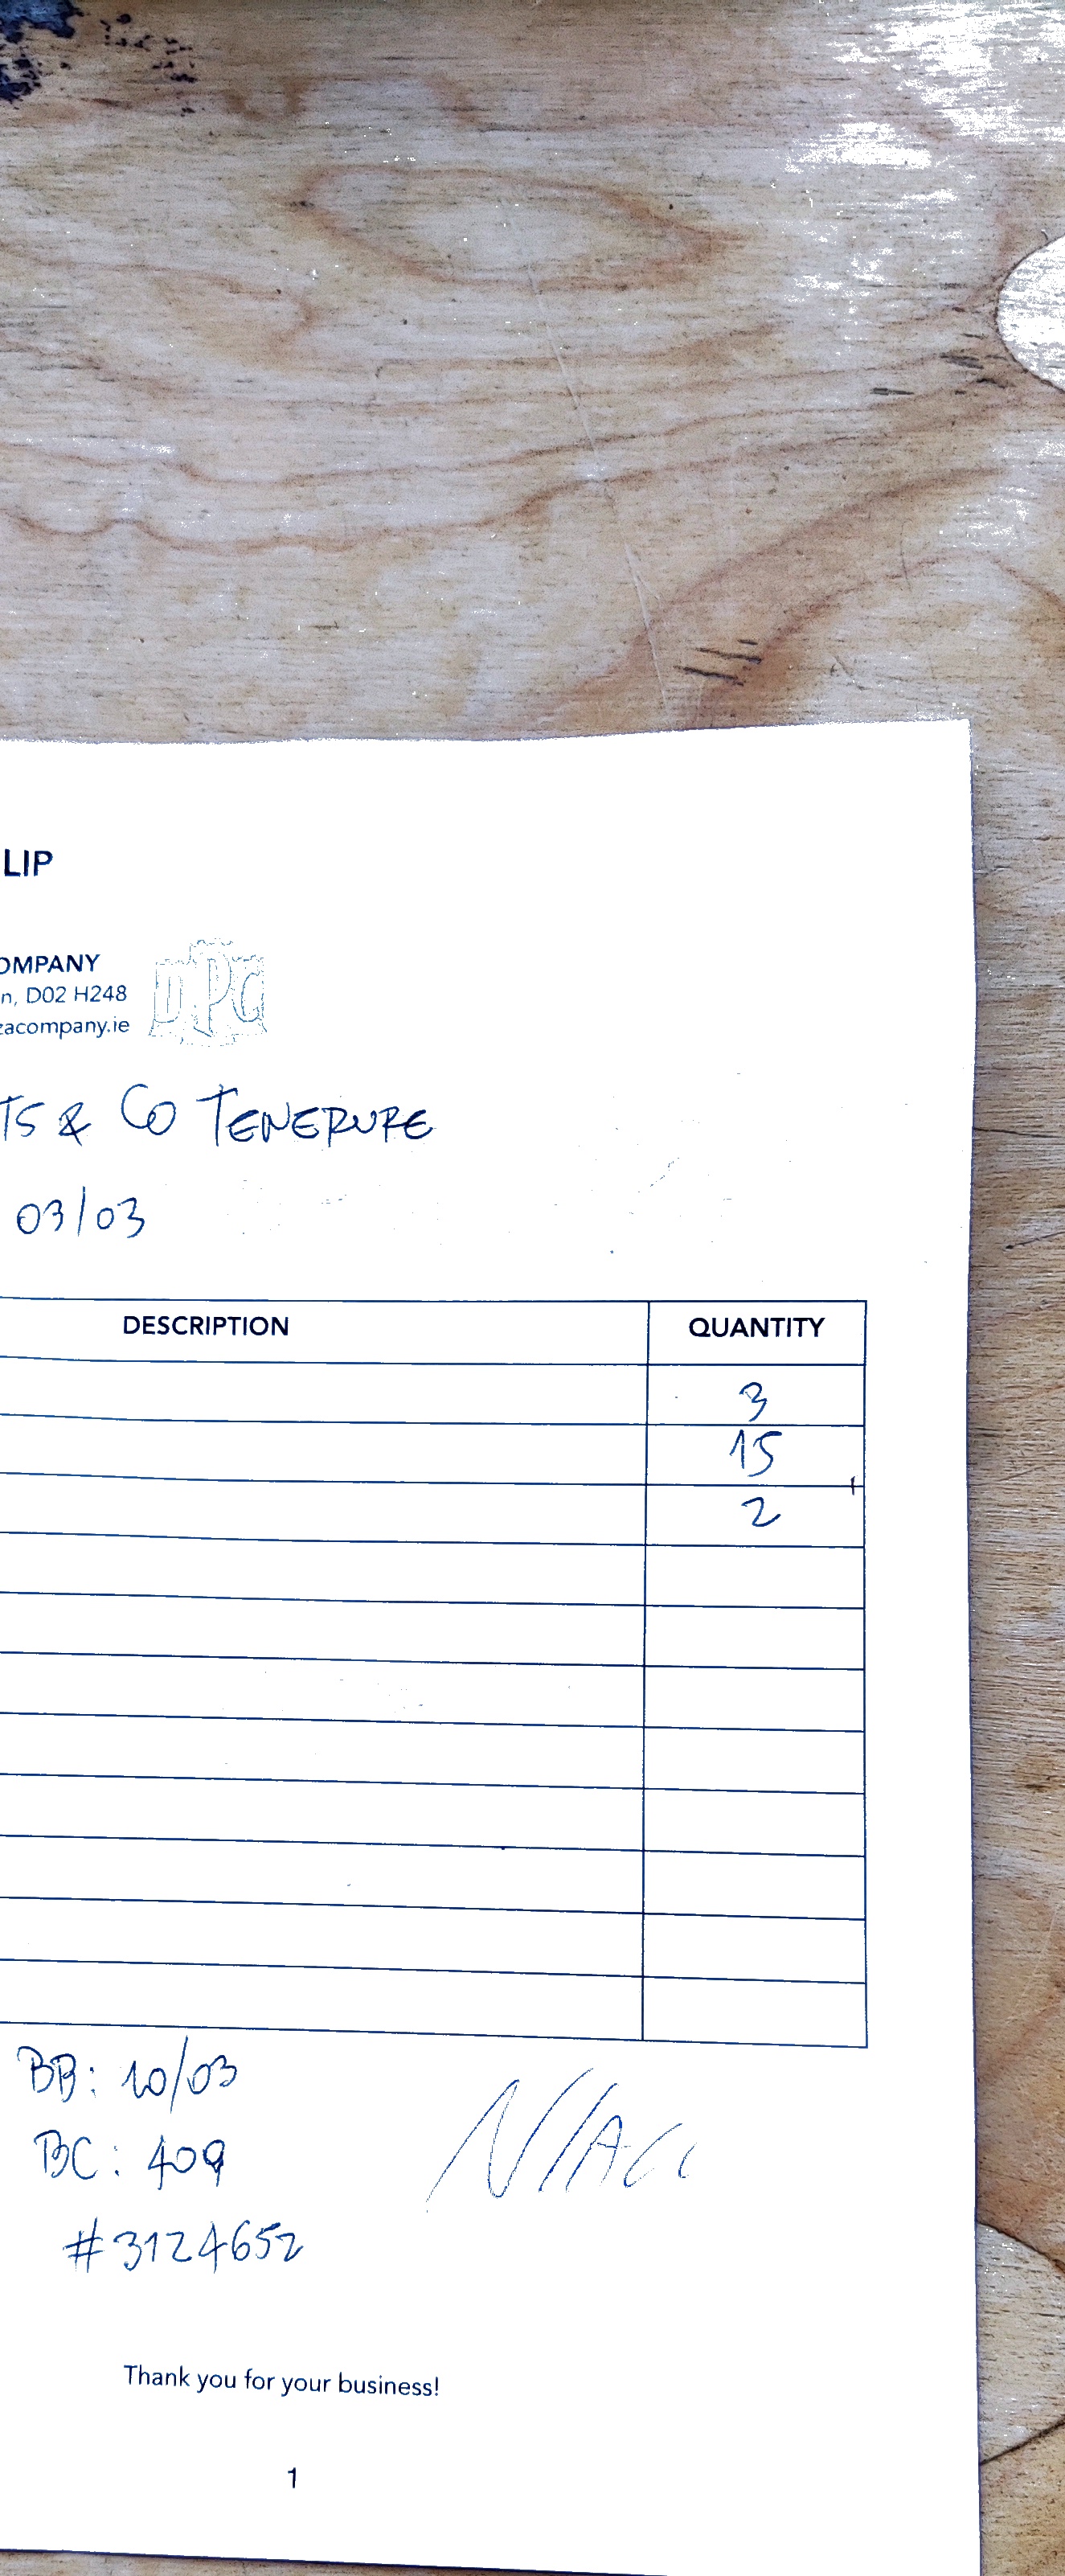 LIP
OMPANY
n, D02 H248
zacompany.ie
DPC
TS & CO TENERURE
03/03
DESCRIPTION QUANTITY
3
15
2
BB: 10/03
BC: 409
#3124652
Thank you for your business!
1